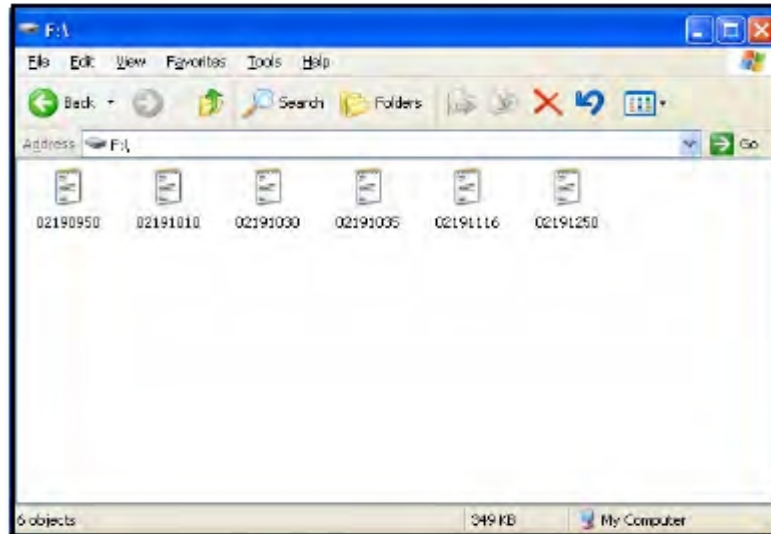 F:\
File Edit View Favorites Tools Help
Back Search Folders
Address F:\ Go
02190950 02191010 02191030 02191035 02191116 02191250
6 objects 349 KB My Computer